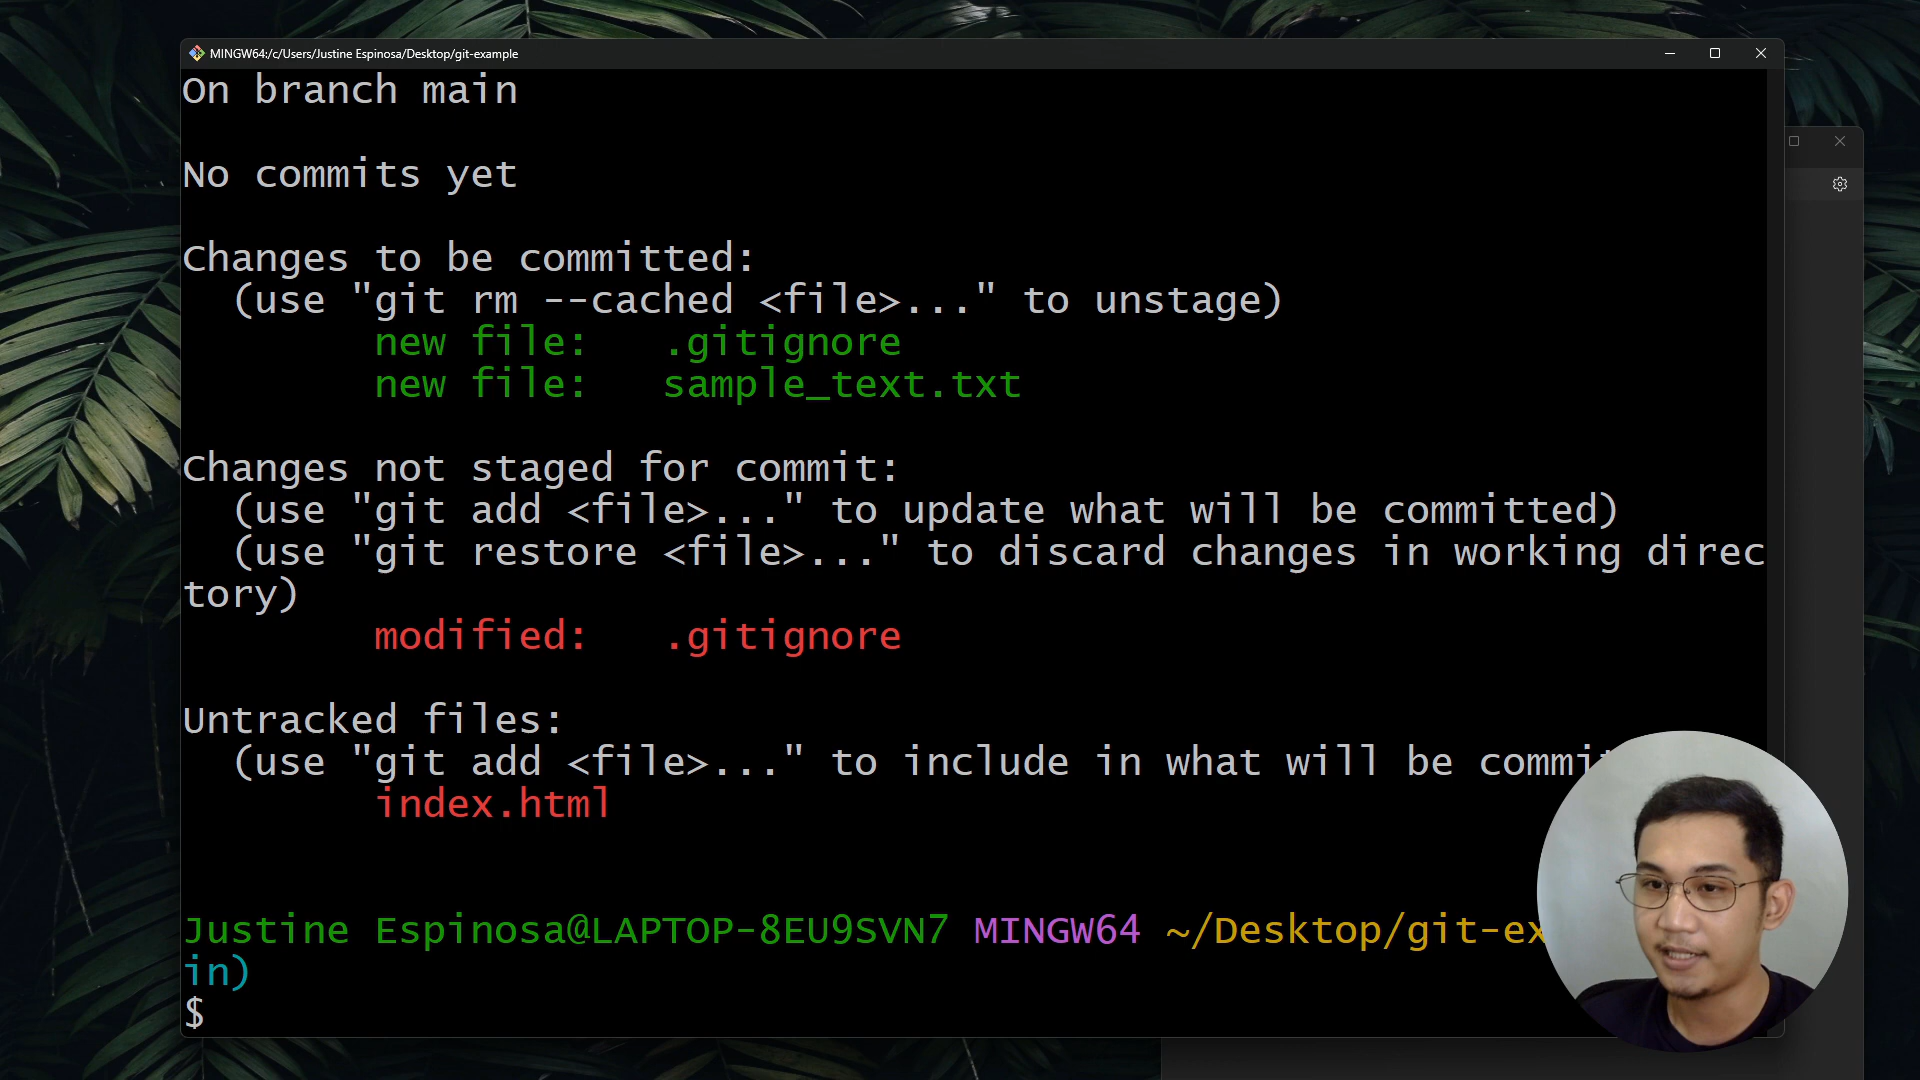 MINGW64:/c/Users/Justine Espinosa/Desktop/git-example
On branch main
No commits yet
Changes to be committed:
(use "git rm --cached <file>..." to unstage)
new file: .gitignore
new file: sample_text.txt
Changes not staged for commit:
(use "git add <file>..." to update what will be committed)
(use "git restore <file>..." to discard changes in working direc
tory)
modified: .gitignore
Untracked files:
(use "git add <file>..." to include in what will be commi
index.html
Justine Espinosa@LAPTOP-8EU9SVN7 MINGW64 ~/Desktop/git-ex
in)
$